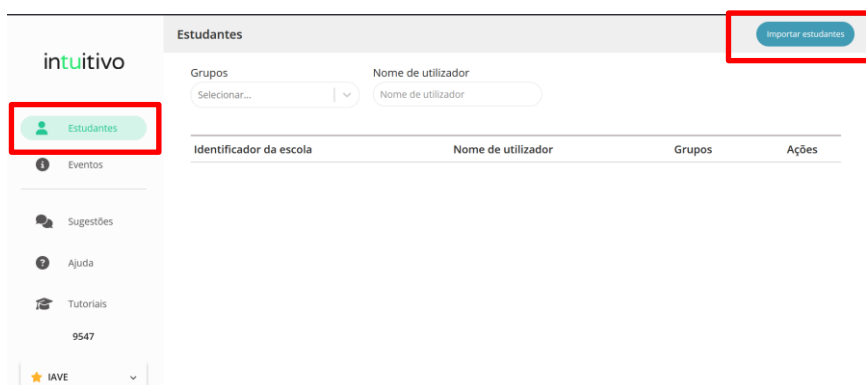 intuitivo
Estudantes
Eventos
Sugestões
Ajuda
Tutoriais
9547
IAVE
Estudantes
Importar estudantes
Grupos
Selecionar...
Nome de utilizador
Nome de utilizador
Identificador da escola Nome de utilizador Grupos Ações